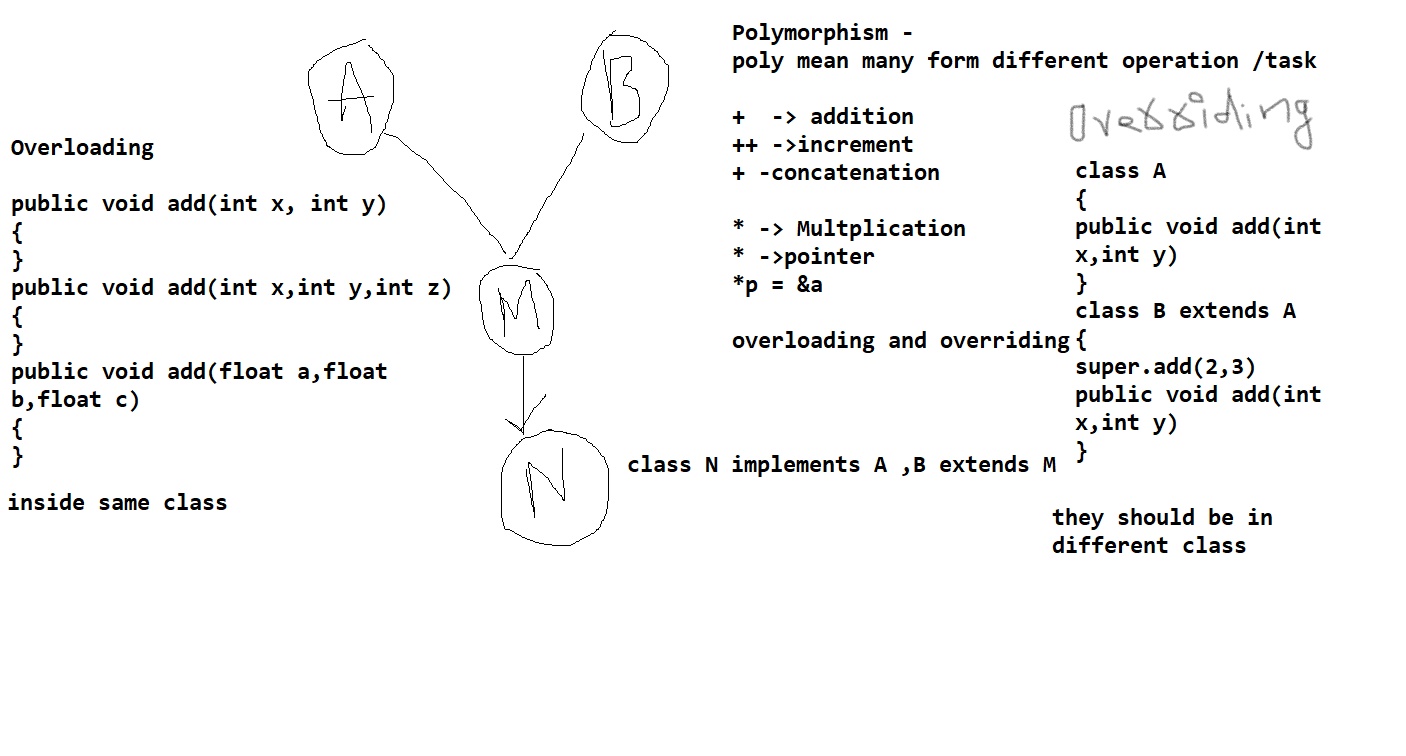 Overloading
public void add(int x, int y)
{
}
public void add(int x,int y,int z)
{
}
public void add(float a,float
b,float c)
{
}
inside same class
A
B
M
N
class N implements A ,B extends M
Polymorphism -
poly mean many form different operation /task
+  -> addition
++ ->increment
+ -concatenation
* -> Multplication
* ->pointer
*p = &a
overloading and overriding
Overriding
class A
{
public void add(int
x,int y)
}
class B extends A
{
super.add(2,3)
public void add(int
x,int y)
}
they should be in
different class